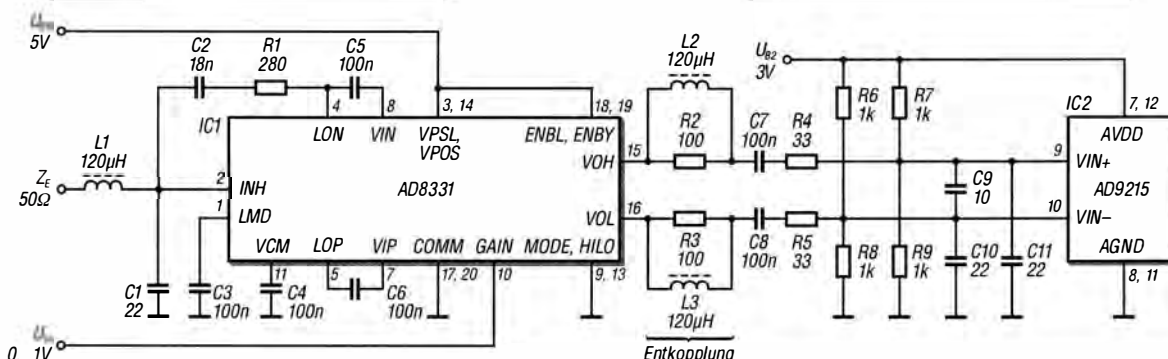 5V
C2
18n
R1
280
C5
100n
L2
120µH
UB2
3V
R6
1k
R7
1k
IC2
7, 12
L1
120µH
IC1
4
8
3, 14
18, 19
LON
VIN
VPSL,
VPOS
ENBL, ENBY
R2
100
C7
100n
R4
33
AVDD
ZE
50Ω
2
INH
AD8331
VOH
15
C9
10
9
VIN+
AD9215
1
LMD
VOL
16
10
VIN−
VCM
LOP
VIP
COMM
GAIN
MODE, HILO
R3
100
C8
100n
R5
33
R8
1k
R9
1k
C10
22
C11
22
AGND
11
5
7
17, 20
10
9, 13
8, 11
C1
22
C3
100n
C4
100n
C6
100n
L3
120µH
0
1V
Entkopplung